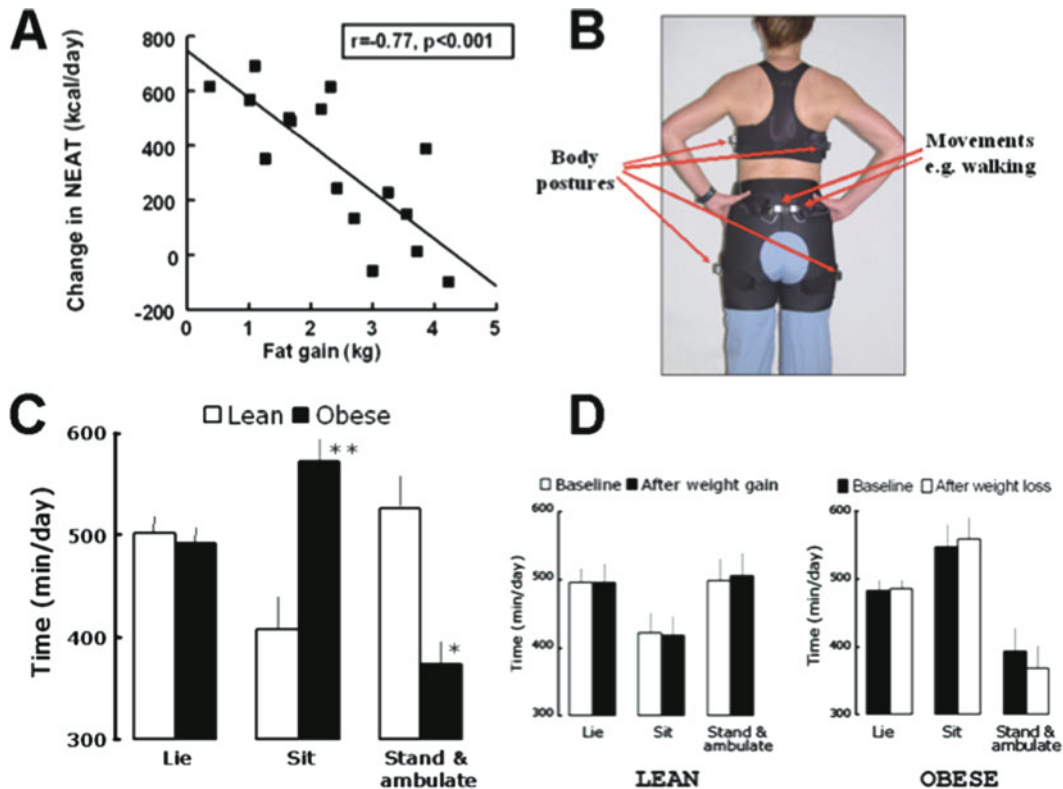 A
Change in NEAT (kcal/day)
800
600
400
200
0
-200
r=-0.77, p<0.001
0 1 2 3 4 5
Fat gain (kg)
B
Body
postures
Movements
e.g. walking
C
Lean Obese
Time (min/day)
600
500
400
300
**
*
Lie Sit Stand &
ambulate
D
Baseline After weight gain
Time (min/day)
600
500
400
300
Lie Sit Stand &
ambulate
LEAN
Baseline After weight loss
Time (min/day)
600
500
400
300
Lie Sit Stand &
ambulate
OBESE